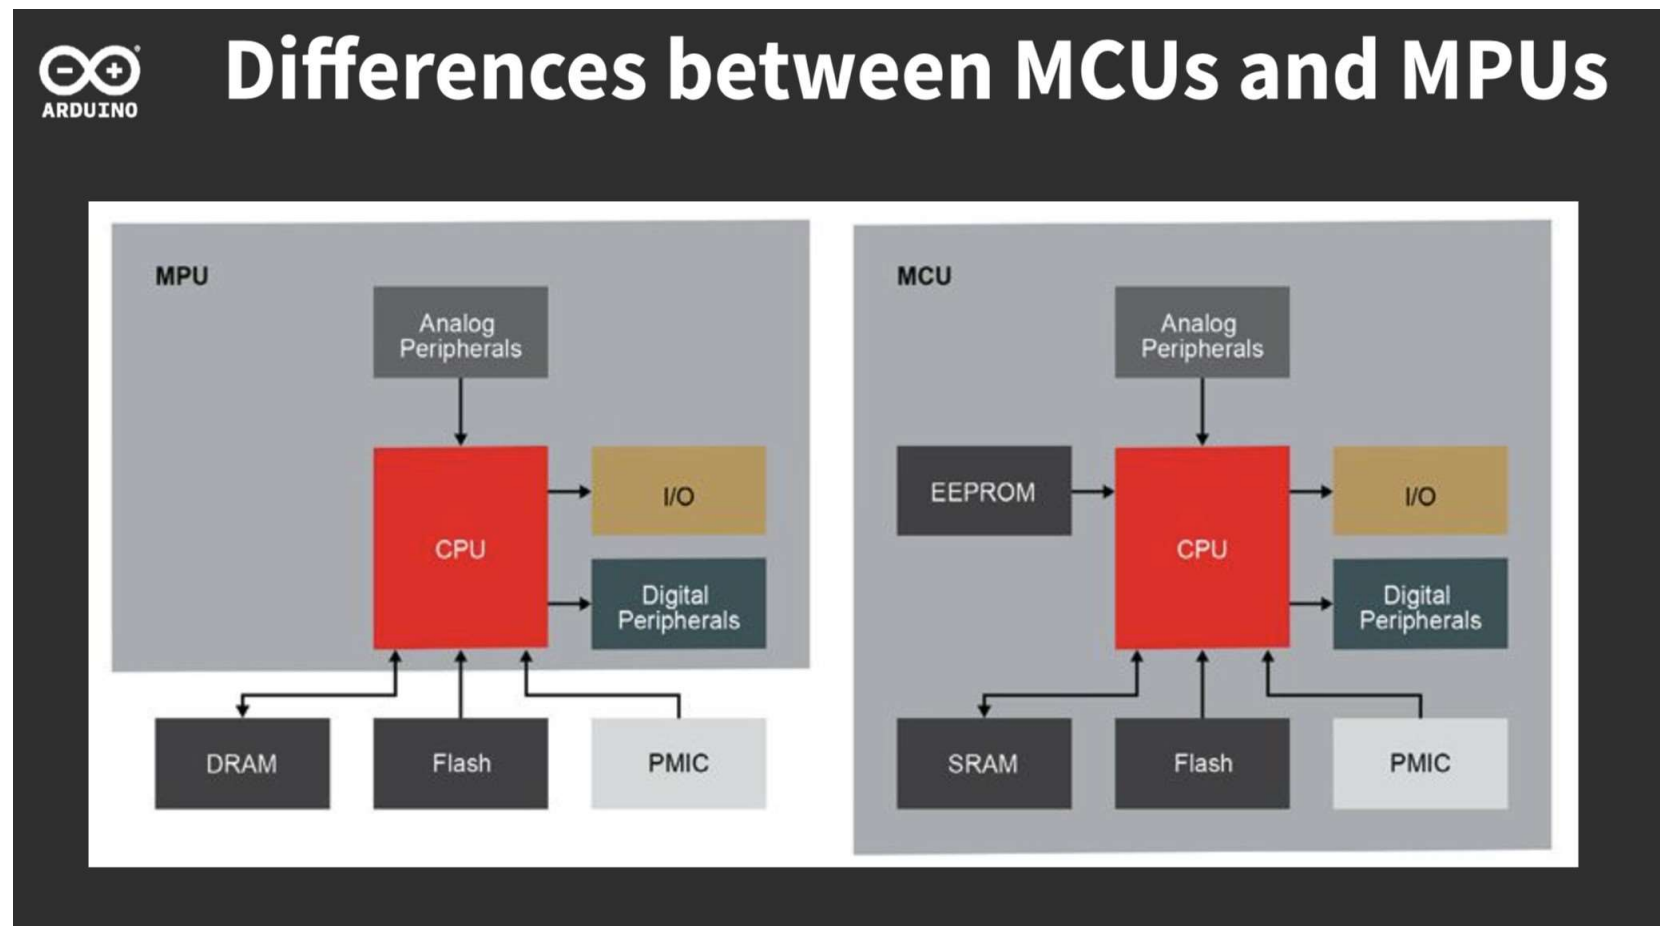 ARDUINO
Differences between MCUs and MPUs
MPU
Analog
Peripherals
CPU
I/O
Digital
Peripherals
DRAM
Flash
PMIC
MCU
Analog
Peripherals
EEPROM
CPU
I/O
Digital
Peripherals
SRAM
Flash
PMIC